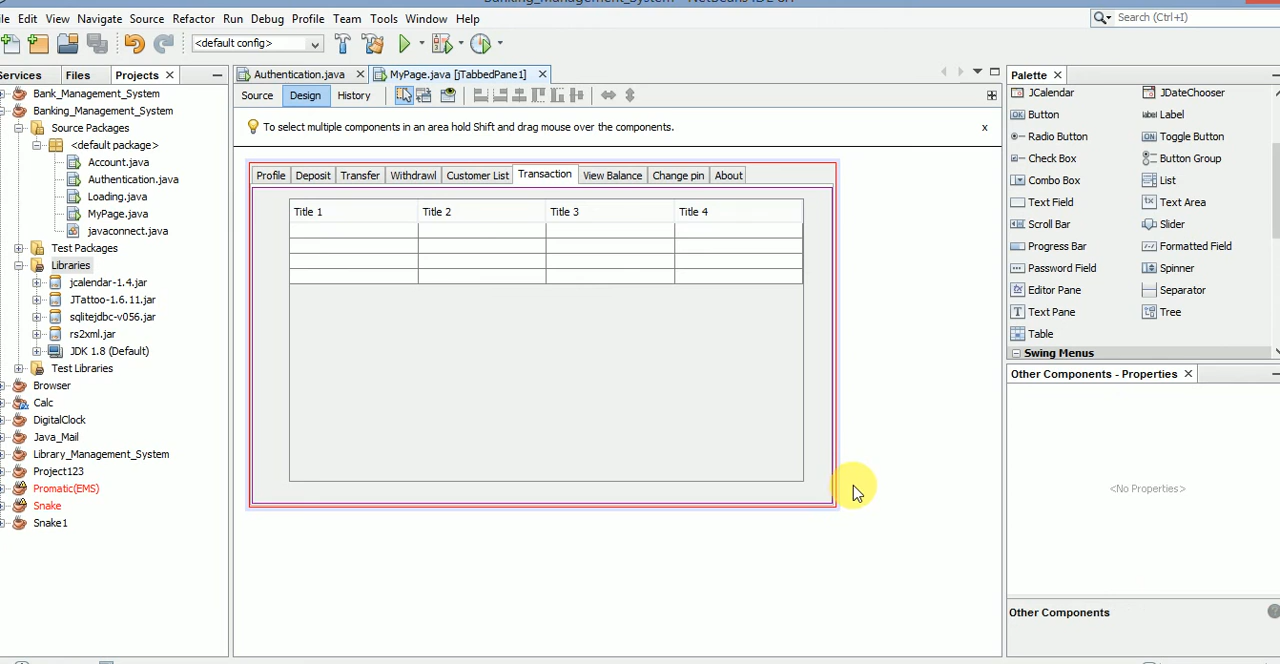 Banking_Management_System - NetBeans IDE 8.
le Edit View Navigate Source Refactor Run Debug Profile Team Tools Window Help
Search (Ctrl+I)
<default config>
Services Files Projects
Authentication.java MyPage.java [JTabbedPane1]
Palette
Source Design History
To select multiple components in an area hold Shift and drag mouse over the components.
x
Bank_Management_System
Banking_Management_System
Source Packages
<default package>
Account.java
Authentication.java
Loading.java
MyPage.java
javaconnect.java
Test Packages
Libraries
jcalendar-1.4.jar
JTattoo-1.6.11.jar
sqlitejdbc-v056.jar
rs2xml.jar
JDK 1.8 (Default)
Test Libraries
Browser
Calc
DigitalClock
Java_Mail
Library_Management_System
Project123
Promatic(EMS)
Snake
Snake1
Profile Deposit Transfer Withdrawl Customer List Transaction View Balance Change pin About
Title 1 Title 2 Title 3 Title 4
JCalendar JDateChooser
Button Label
Radio Button Toggle Button
Check Box Button Group
Combo Box List
Text Field Text Area
Scroll Bar Slider
Progress Bar Formatted Field
Password Field Spinner
Editor Pane Separator
Text Pane Tree
Table
Swing Menus
Other Components - Properties
<No Properties>
Other Components